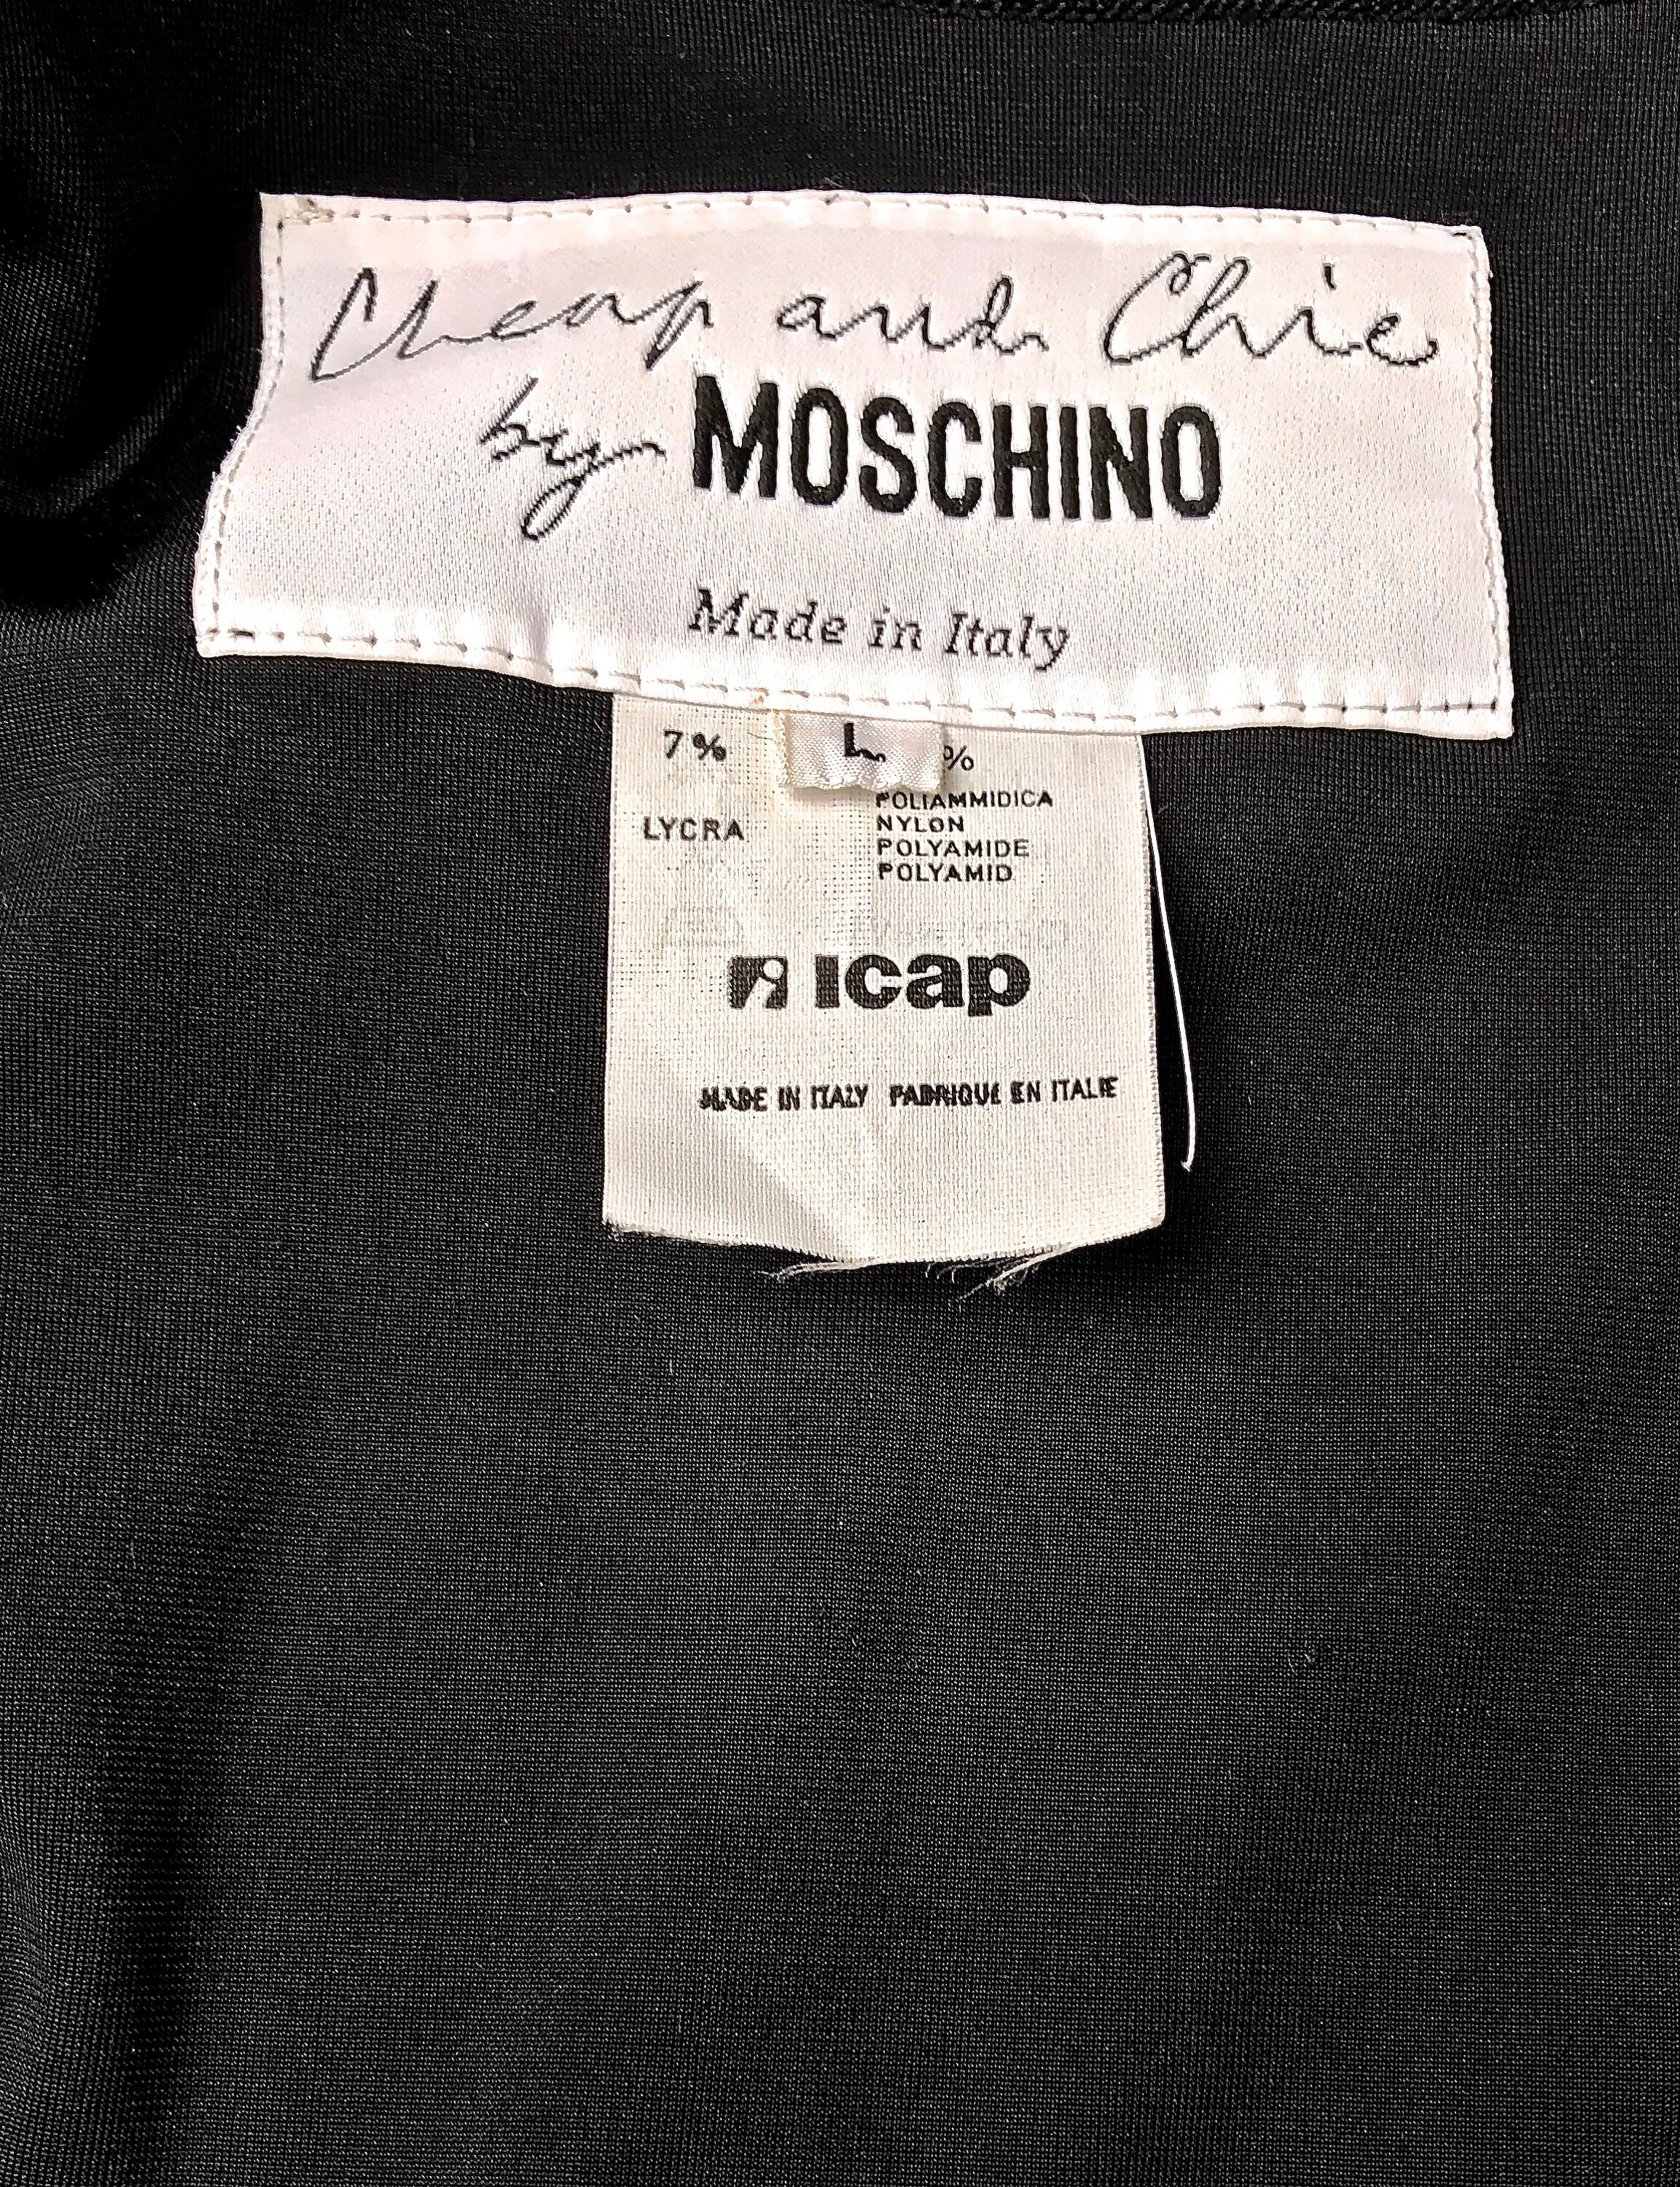 Cheap and Chic
by MOSCHINO
Made in Italy
L
7% %
LYCRA
POLIAMMIDICA
NYLON
POLYAMIDE
POLYAMID
icap
MADE IN ITALY FABRIQUE EN ITALIE